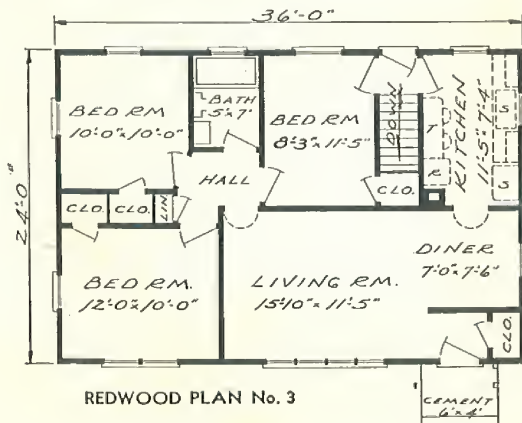 36'-0"
24'-0"
BED RM
10'-0"x10'-0"
BATH
5'x7'
BED RM
8'-3"x11'-5"
DOWN
KITCHEN
11'-5"x7'-4"
T
R
S
S
HALL
CLO.
CLO.
CLO.
LIN
BED RM.
12'-0"x10'-0"
LIVING RM.
15'-10"x11'-5"
DINER
7'-0"x7'-6"
CLO.
CEMENT
6'x4'
REDWOOD PLAN No. 3